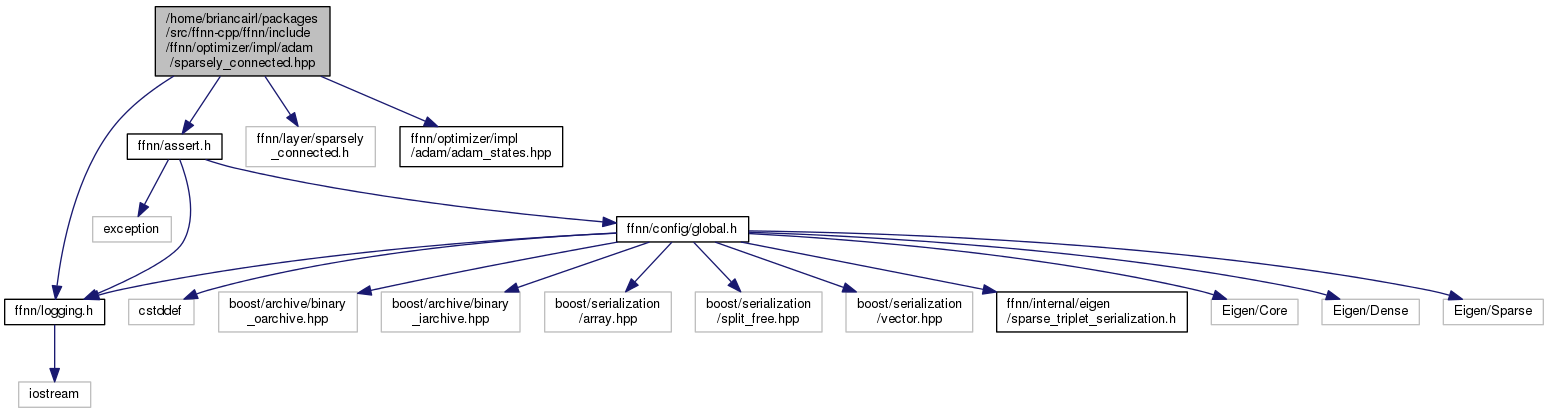 /home/briancairl/packages
/src/ffnn-cpp/ffnn/include
/ffnn/optimizer/impl/adam
/sparsely_connected.hpp
ffnn/assert.h
ffnn/layer/sparsely
_connected.h
ffnn/optimizer/impl
/adam/adam_states.hpp
exception
ffnn/config/global.h
ffnn/logging.h
cstddef
boost/archive/binary
_oarchive.hpp
boost/archive/binary
_iarchive.hpp
boost/serialization
/array.hpp
boost/serialization
/split_free.hpp
boost/serialization
/vector.hpp
ffnn/internal/eigen
/sparse_triplet_serialization.h
Eigen/Core
Eigen/Dense
Eigen/Sparse
iostream